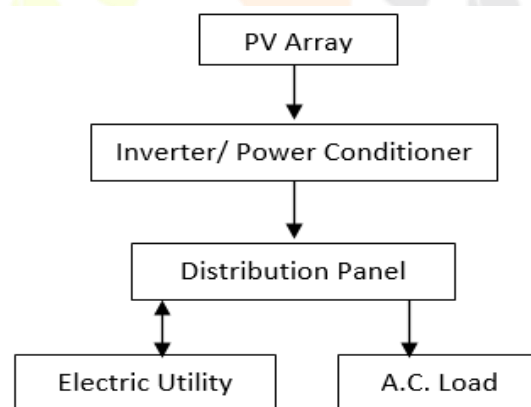 PV Array
Inverter/ Power Conditioner
Distribution Panel
Electric Utility
A.C. Load